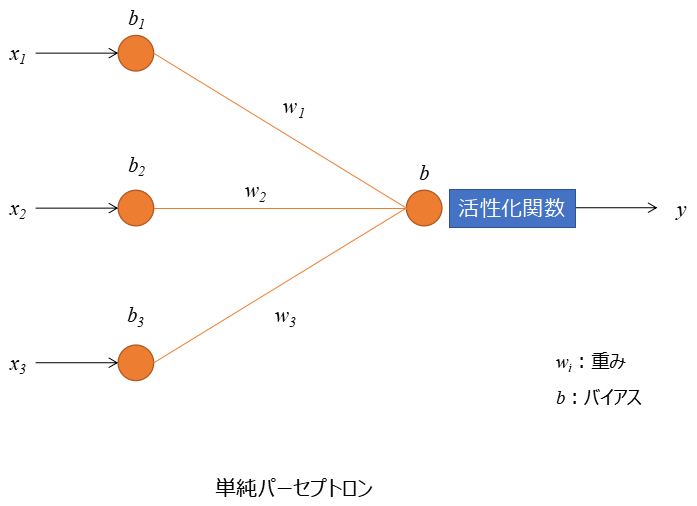 b1
x1
w1
b2
b
x2
w2
活性化関数
y
b3
w3
x3
wi：重み
b：バイアス
単純パーセプトロン